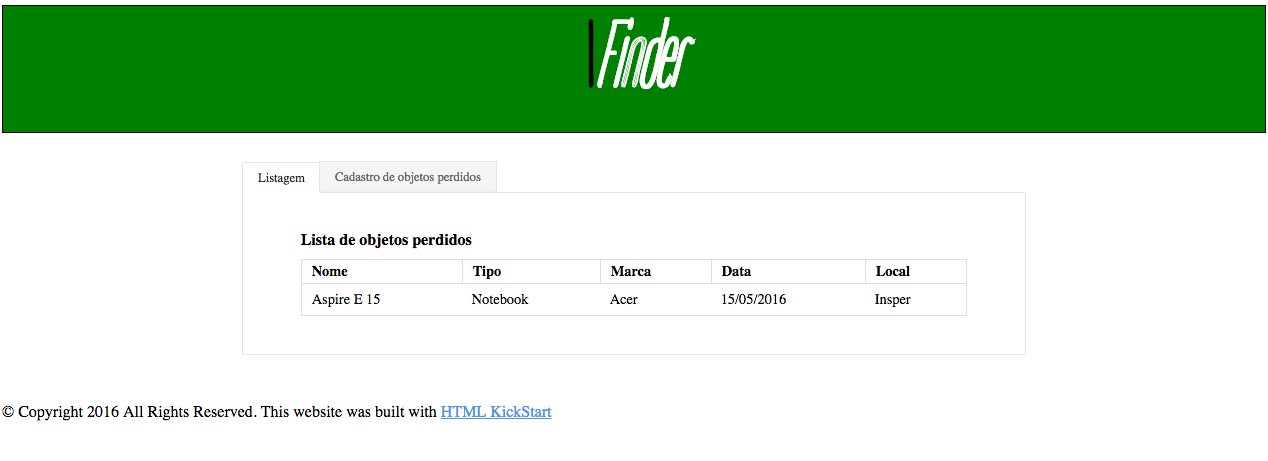 IFinder
Listagem Cadastro de objetos perdidos
Lista de objetos perdidos
Nome Tipo Marca Data Local
Aspire E 15 Notebook Acer 15/05/2016 Insper
© Copyright 2016 All Rights Reserved. This website was built with HTML KickStart